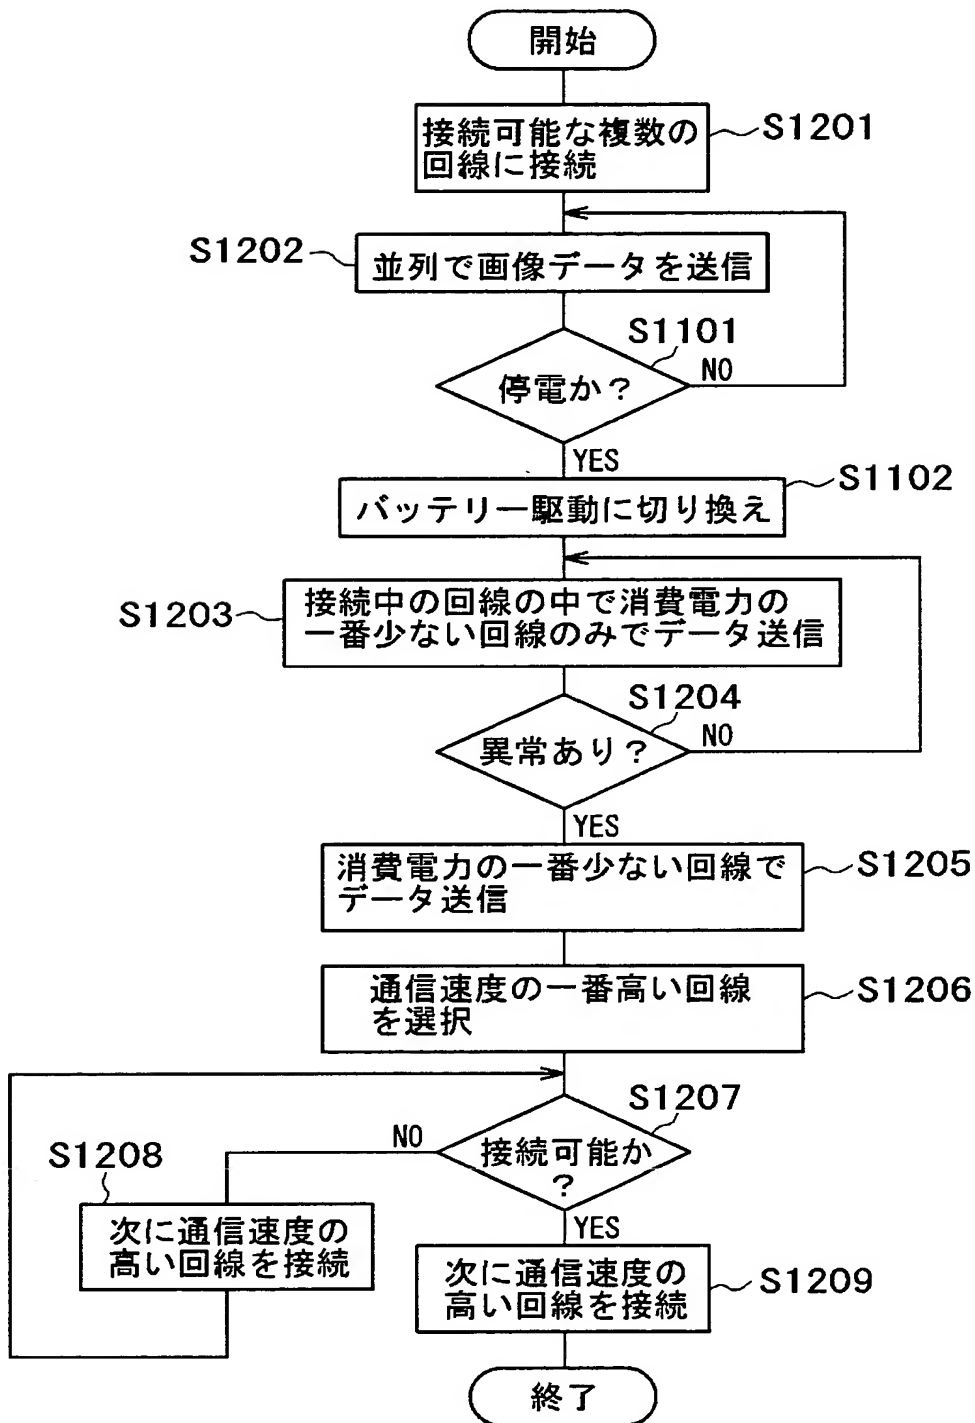 開始
接続可能な複数の
回線に接続
S1201
S1202
並列で画像データを送信
S1101
停電か？
NO
YES
S1102
バッテリー駆動に切り換え
S1203
接続中の回線の中で消費電力の
一番少ない回線のみでデータ送信
S1204
異常あり？
NO
YES
消費電力の一番少ない回線で
データ送信
S1205
通信速度の一番高い回線
を選択
S1206
S1207
接続可能か
？
NO
YES
S1208
次に通信速度の
高い回線を接続
次に通信速度の
高い回線を接続
S1209
終了